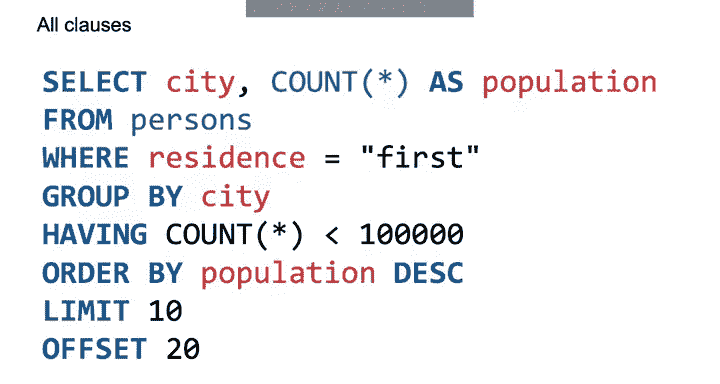 All clauses
SELECT city, COUNT(*) AS population
FROM persons
WHERE residence = "first"
GROUP BY city
HAVING COUNT(*) < 100000
ORDER BY population DESC
LIMIT 10
OFFSET 20